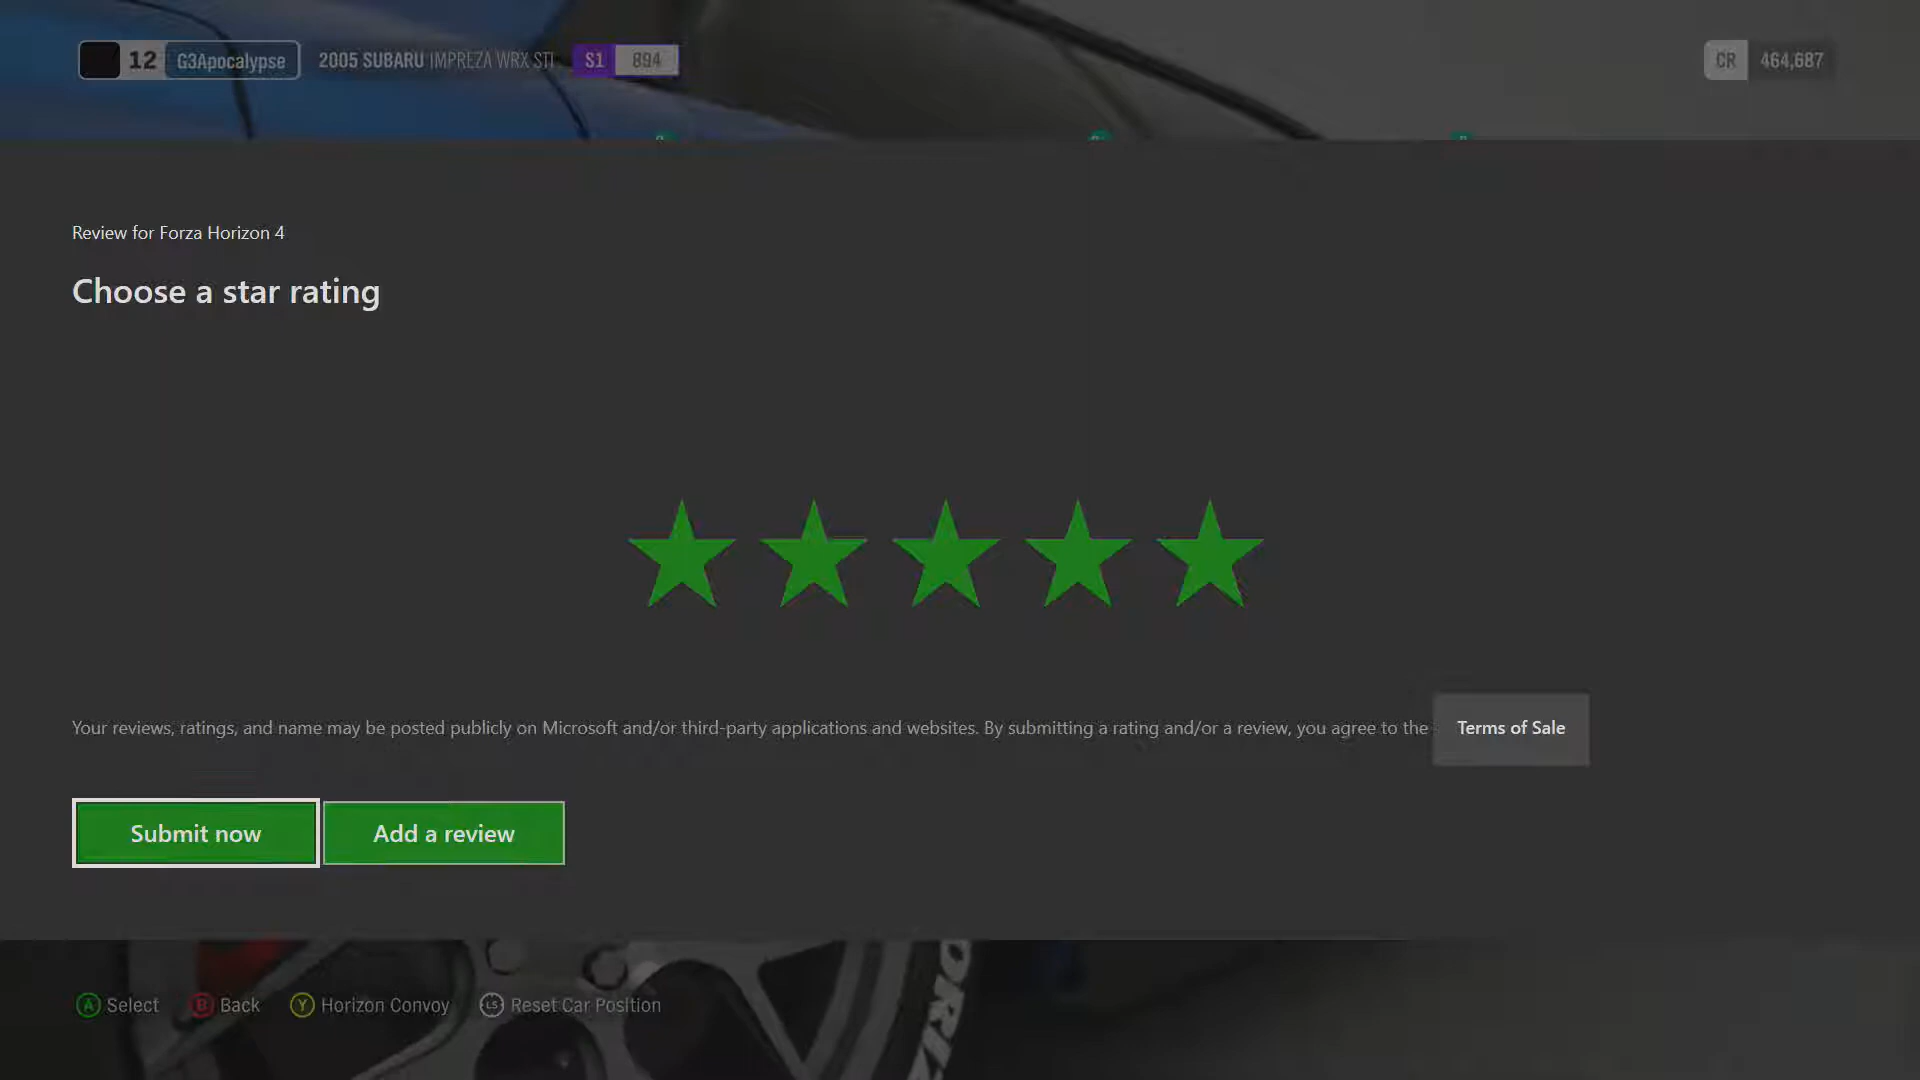 12 G3Apocalypse 2005 SUBARU IMPREZA WRX STI S1 894 CR 464,687
Review for Forza Horizon 4
Choose a star rating
Your reviews, ratings, and name may be posted publicly on Microsoft and/or third-party applications and websites. By submitting a rating and/or a review, you agree to the Terms of Sale
Submit now Add a review
A Select B Back Y Horizon Convoy LS Reset Car Position